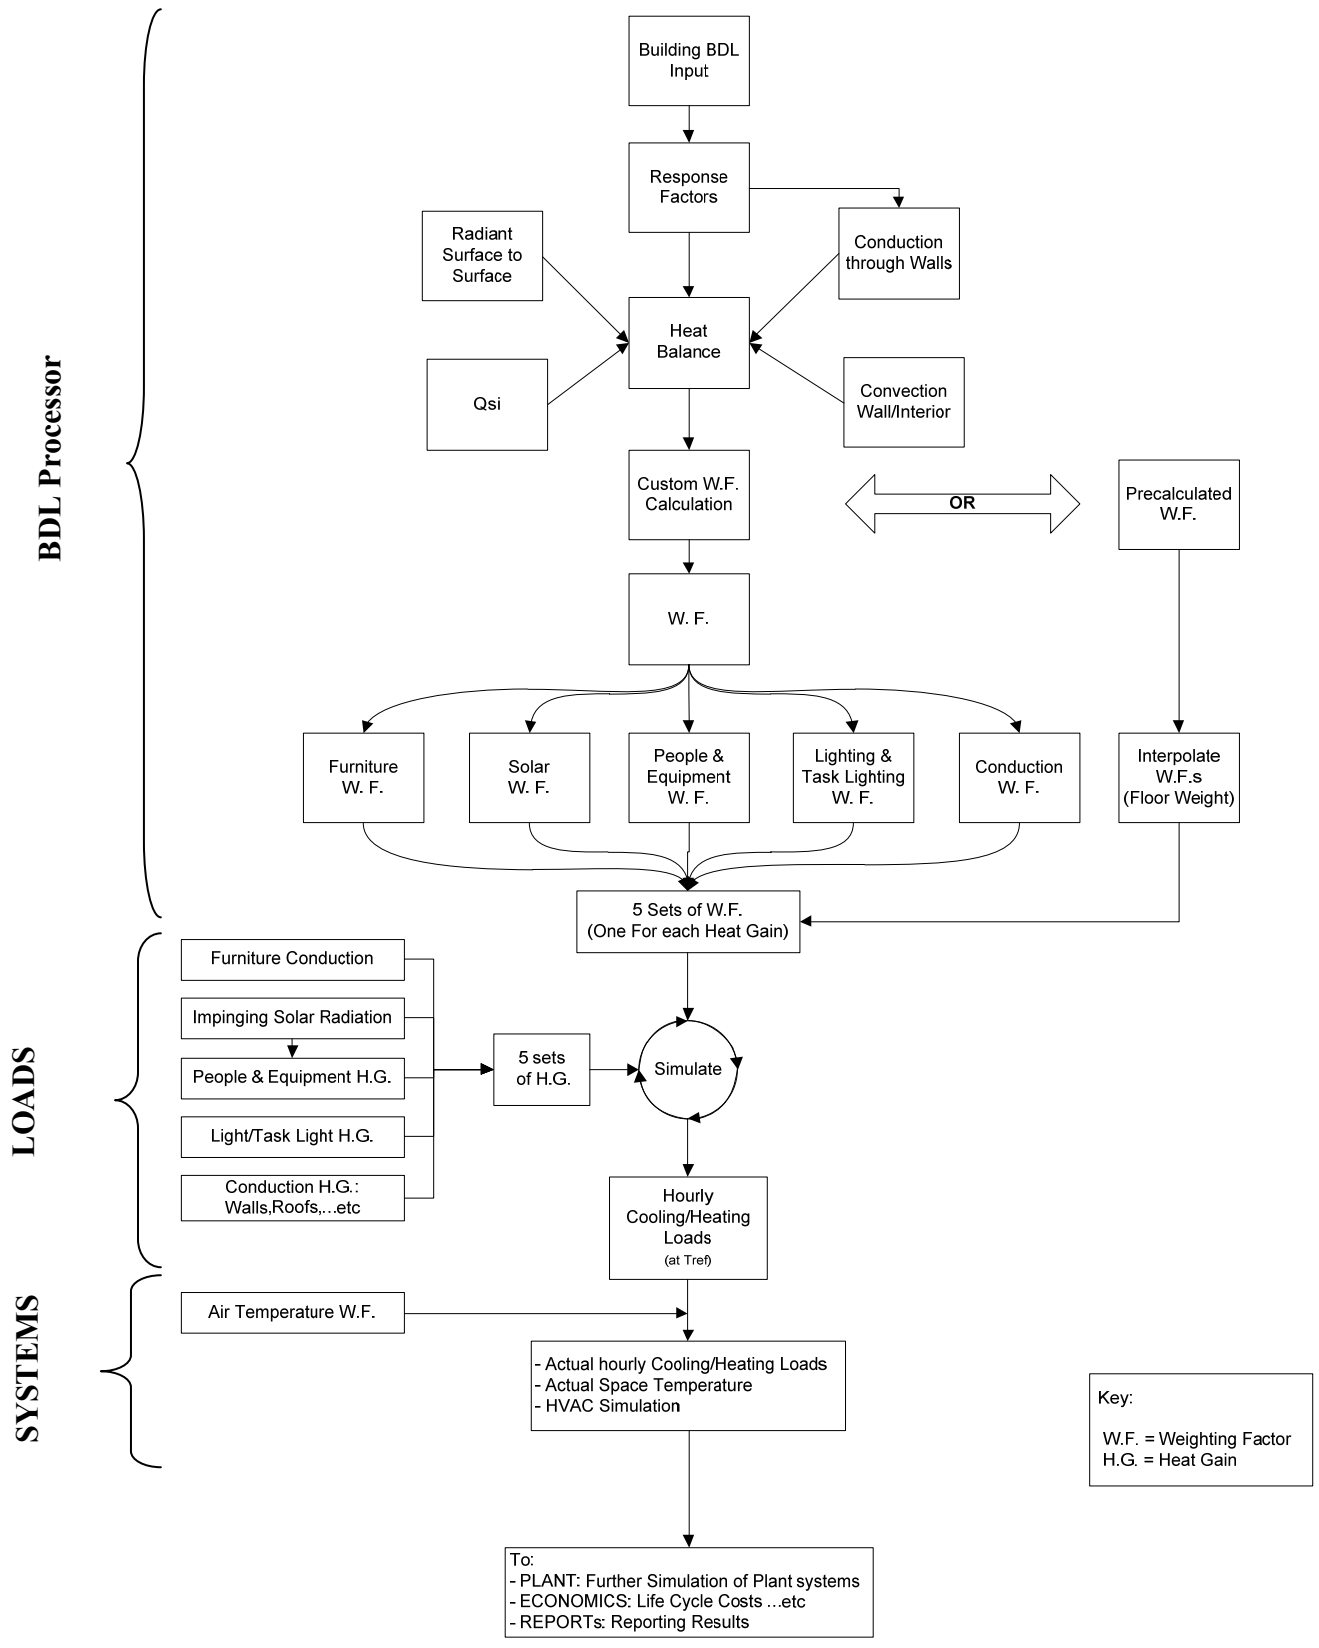 Building BDL
Input
Response
Factors
Radiant
Surface to
Surface
Conduction
through Walls
Heat
Balance
Qsi
Convection
Wall/Interior
BDL Processor
Custom W.F.
Calculation
OR
Precalculated
W.F.
W. F.
Furniture
W. F.
Solar
W. F.
People &
Equipment
W. F.
Lighting &
Task Lighting
W. F.
Conduction
W. F.
Interpolate
W.F.s
(Floor Weight)
5 Sets of W.F.
(One For each Heat Gain)
LOADS
Furniture Conduction
Impinging Solar Radiation
People & Equipment H.G.
Light/Task Light H.G.
Conduction H.G.:
Walls,Roofs,...etc
5 sets
of H.G.
Simulate
Hourly
Cooling/Heating
Loads
(at Tref)
SYSTEMS
Air Temperature W.F.
- Actual hourly Cooling/Heating Loads
- Actual Space Temperature
- HVAC Simulation
Key:
W.F. = Weighting Factor
H.G. = Heat Gain
To:
- PLANT: Further Simulation of Plant systems
- ECONOMICS: Life Cycle Costs ...etc
- REPORTs: Reporting Results